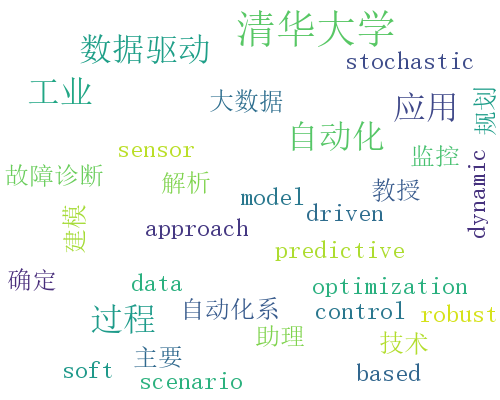 清华大学
数据驱动
stochastic
工业
大数据
应用
规划
自动化
sensor
监控
故障诊断
解析
教授
model
driven
dynamic
建模
approach
predictive
确定
data
optimization
过程
自动化系
control
robust
助理
技术
主要
soft
scenario
based